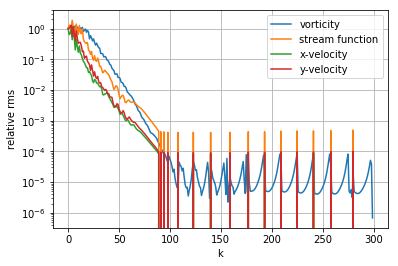 vorticity
stream function
x-velocity
y-velocity
relative rms
10⁰
10⁻¹
10⁻²
10⁻³
10⁻⁴
10⁻⁵
10⁻⁶
0 50 100 150 200 250 300
k